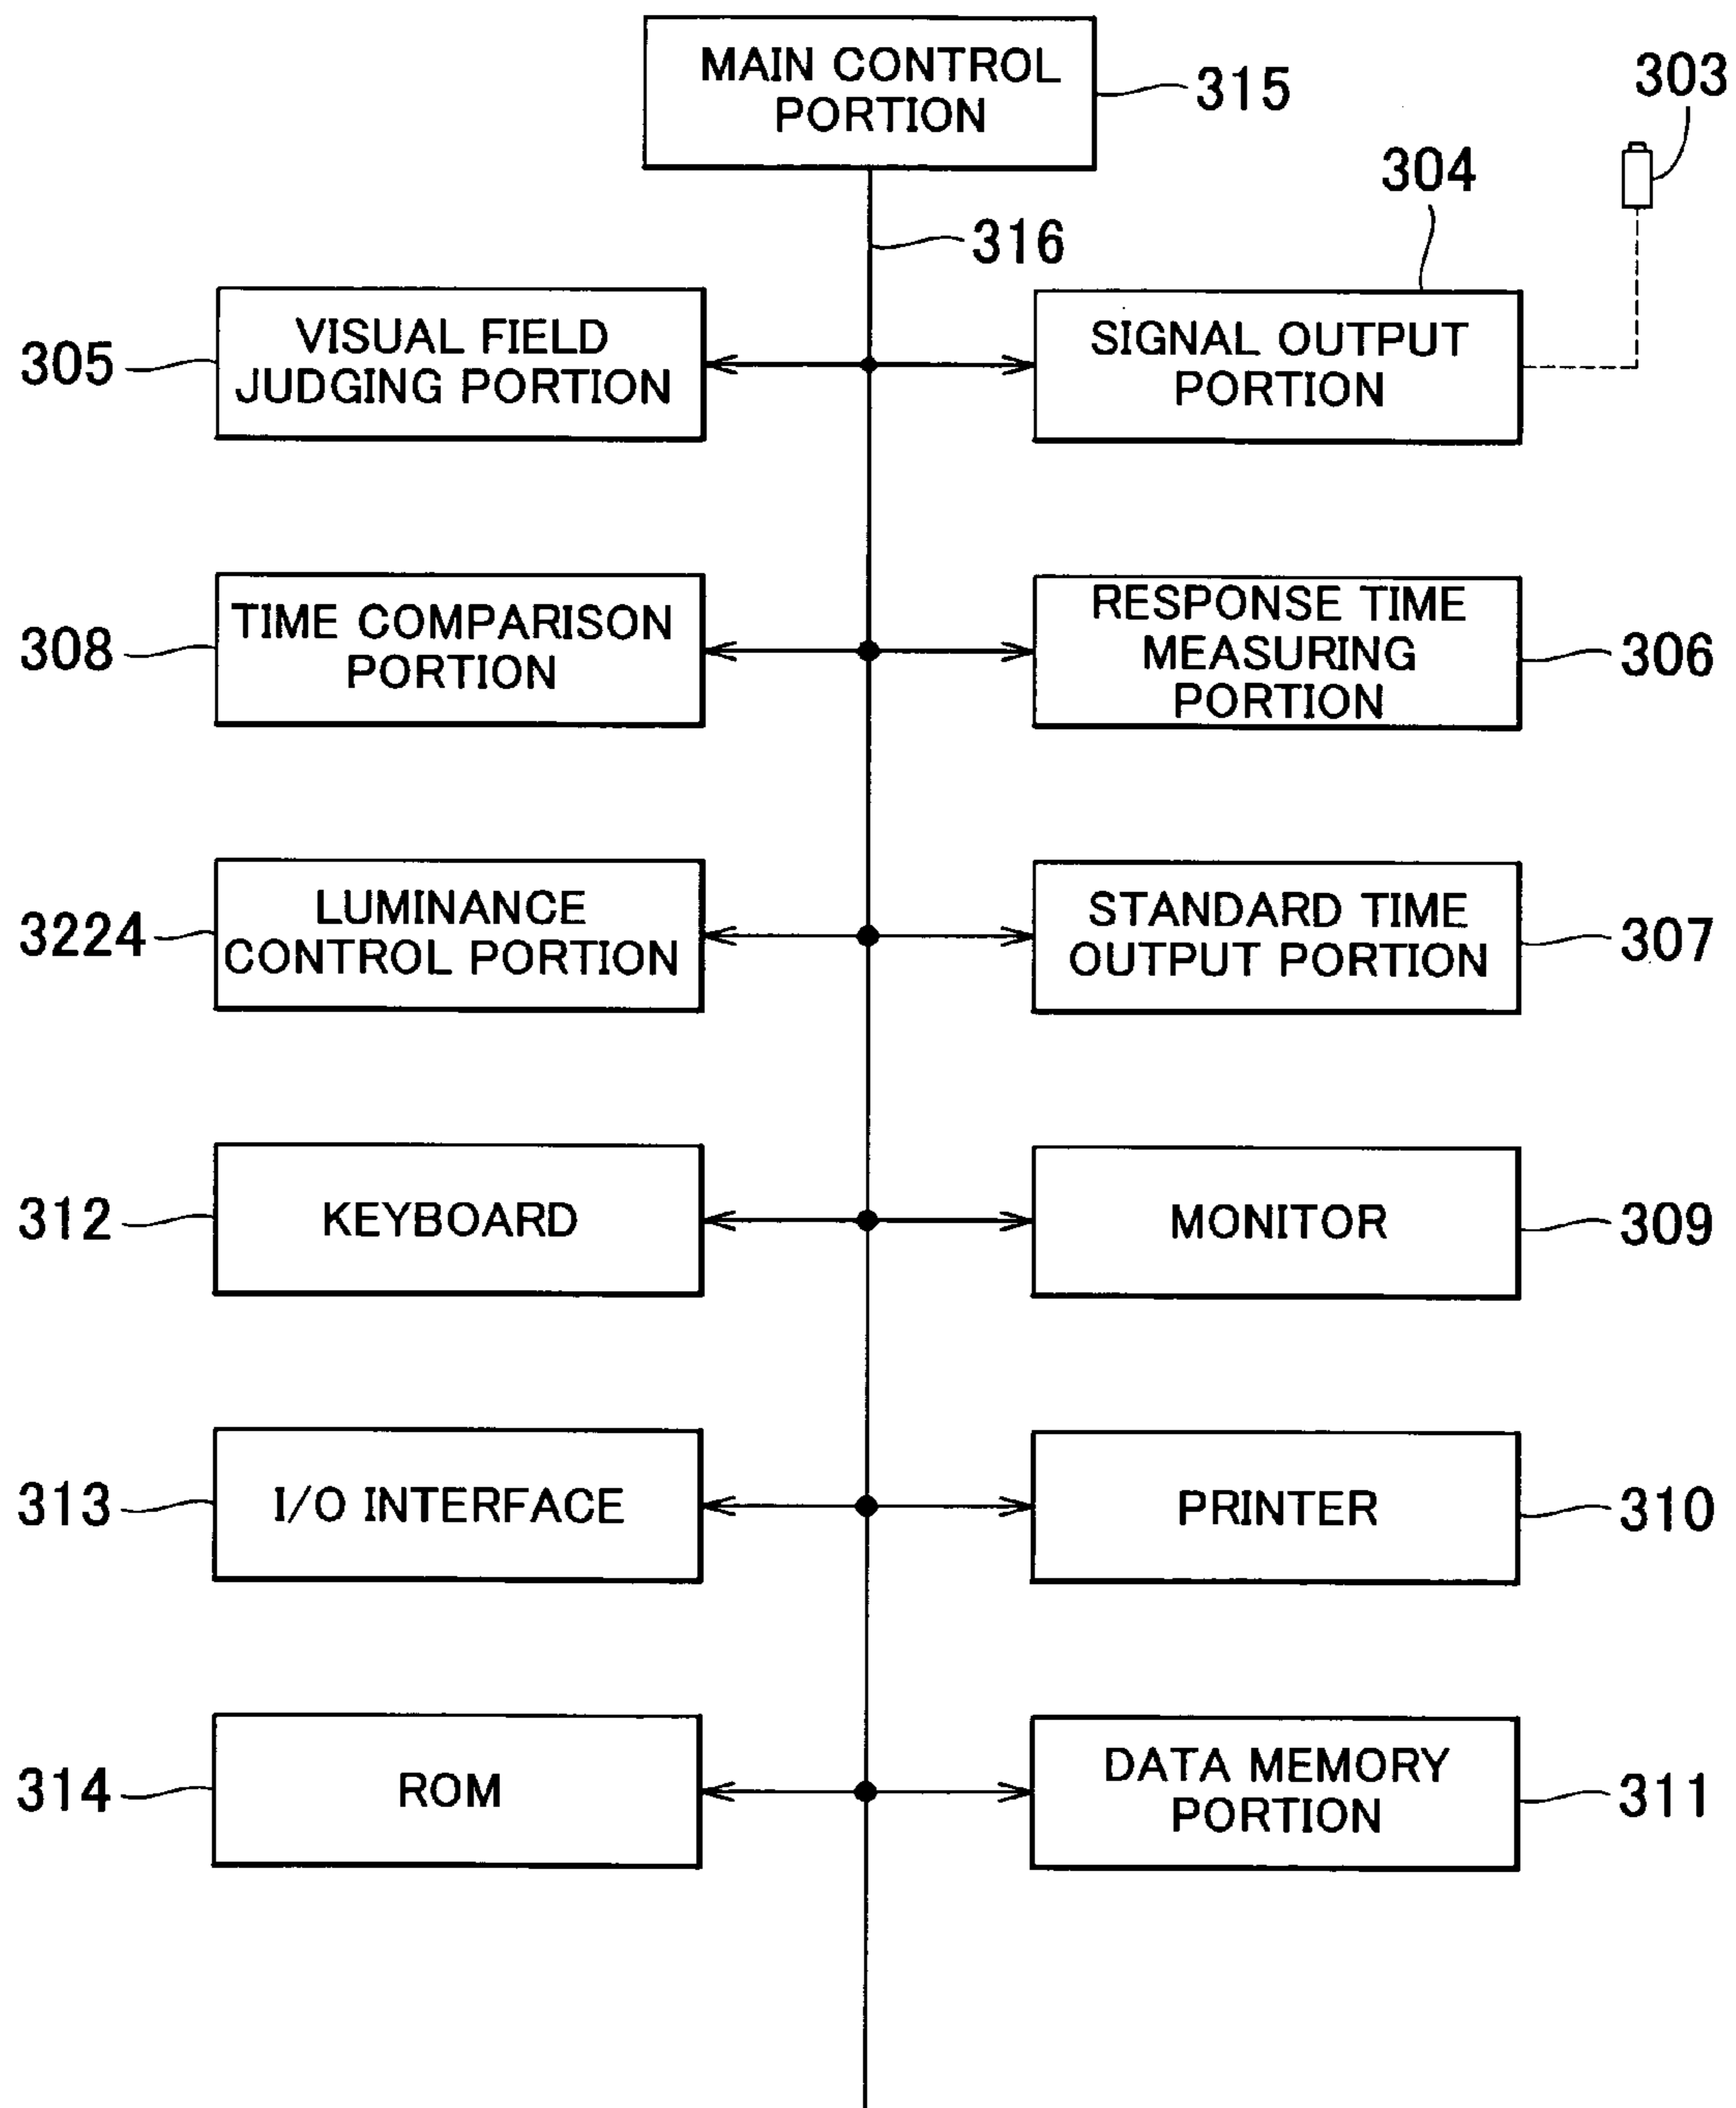 MAIN CONTROL
PORTION
315
303
304
316
305
VISUAL FIELD
JUDGING PORTION
SIGNAL OUTPUT
PORTION
308
TIME COMPARISON
PORTION
RESPONSE TIME
MEASURING
PORTION
306
3224
LUMINANCE
CONTROL PORTION
STANDARD TIME
OUTPUT PORTION
307
312
KEYBOARD
MONITOR
309
313
I/O INTERFACE
PRINTER
310
314
ROM
DATA MEMORY
PORTION
311